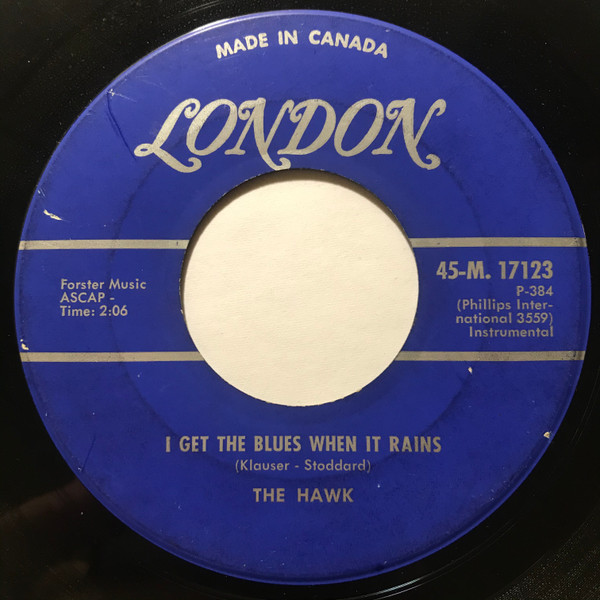 MADE IN CANADA
LONDON
Forster Music
ASCAP -
Time: 2:06
45-M. 17123
P-384
(Phillips Inter-
national 3559)
Instrumental
I GET THE BLUES WHEN IT RAINS
(Klauser - Stoddard)
THE HAWK